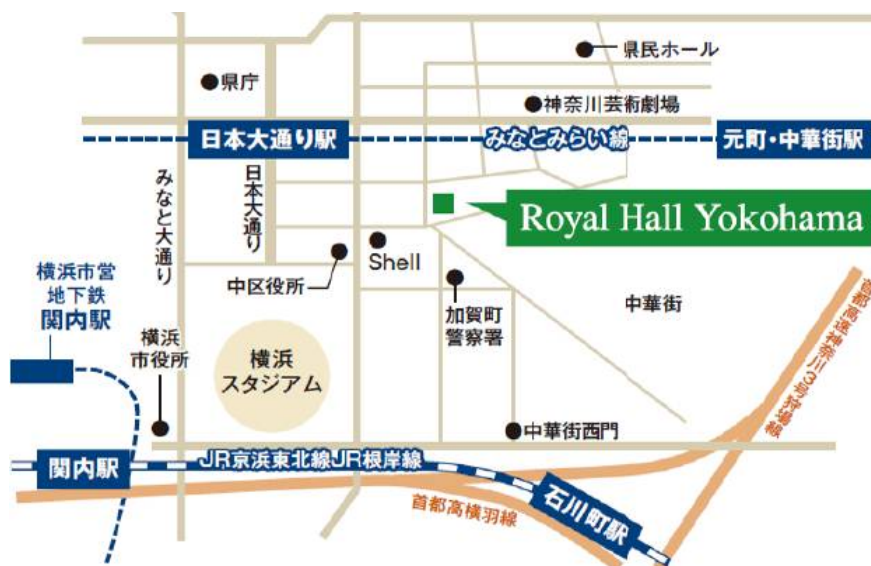 県民ホール
県庁
神奈川芸術劇場
日本大通り駅
みなとみらい線
元町・中華街駅
みなと大通り
日本大通り
Royal Hall Yokohama
Shell
中区役所
横浜市営
地下鉄
関内駅
加賀町
警察署
中華街
首都高速神奈川3号狩場線
横浜
市役所
横浜
スタジアム
中華街西門
関内駅
JR京浜東北線JR根岸線
石川町駅
首都高横羽線